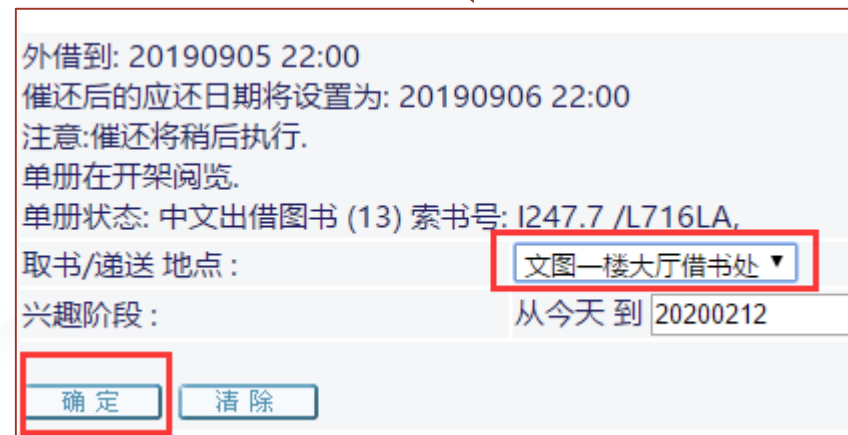 外借到: 20190905 22:00
催还后的应还日期将设置为: 20190906 22:00
注意:催还将稍后执行.
单册在开架阅览.
单册状态: 中文出借图书 (13) 索书号: I247.7 /L716LA,
取书/递送 地点 : 文图一楼大厅借书处
兴趣阶段 : 从今天 到 20200212
确 定 清 除